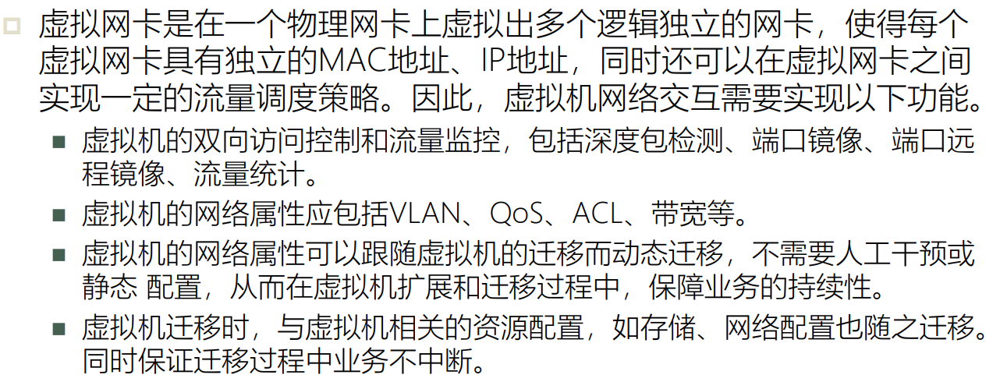 虚拟网卡是在一个物理网卡上虚拟出多个逻辑独立的网卡，使得每个
虚拟网卡具有独立的MAC地址、IP地址，同时还可以在虚拟网卡之间
实现一定的流量调度策略。因此，虚拟机网络交互需要实现以下功能。
虚拟机的双向访问控制和流量监控，包括深度包检测、端口镜像、端口远
程镜像、流量统计。
虚拟机的网络属性应包括VLAN、QoS、ACL、带宽等。
虚拟机的网络属性可以跟随虚拟机的迁移而动态迁移，不需要人工干预或
静态 配置，从而在虚拟机扩展和迁移过程中，保障业务的持续性。
虚拟机迁移时，与虚拟机相关的资源配置，如存储、网络配置也随之迁移。
同时保证迁移过程中业务不中断。